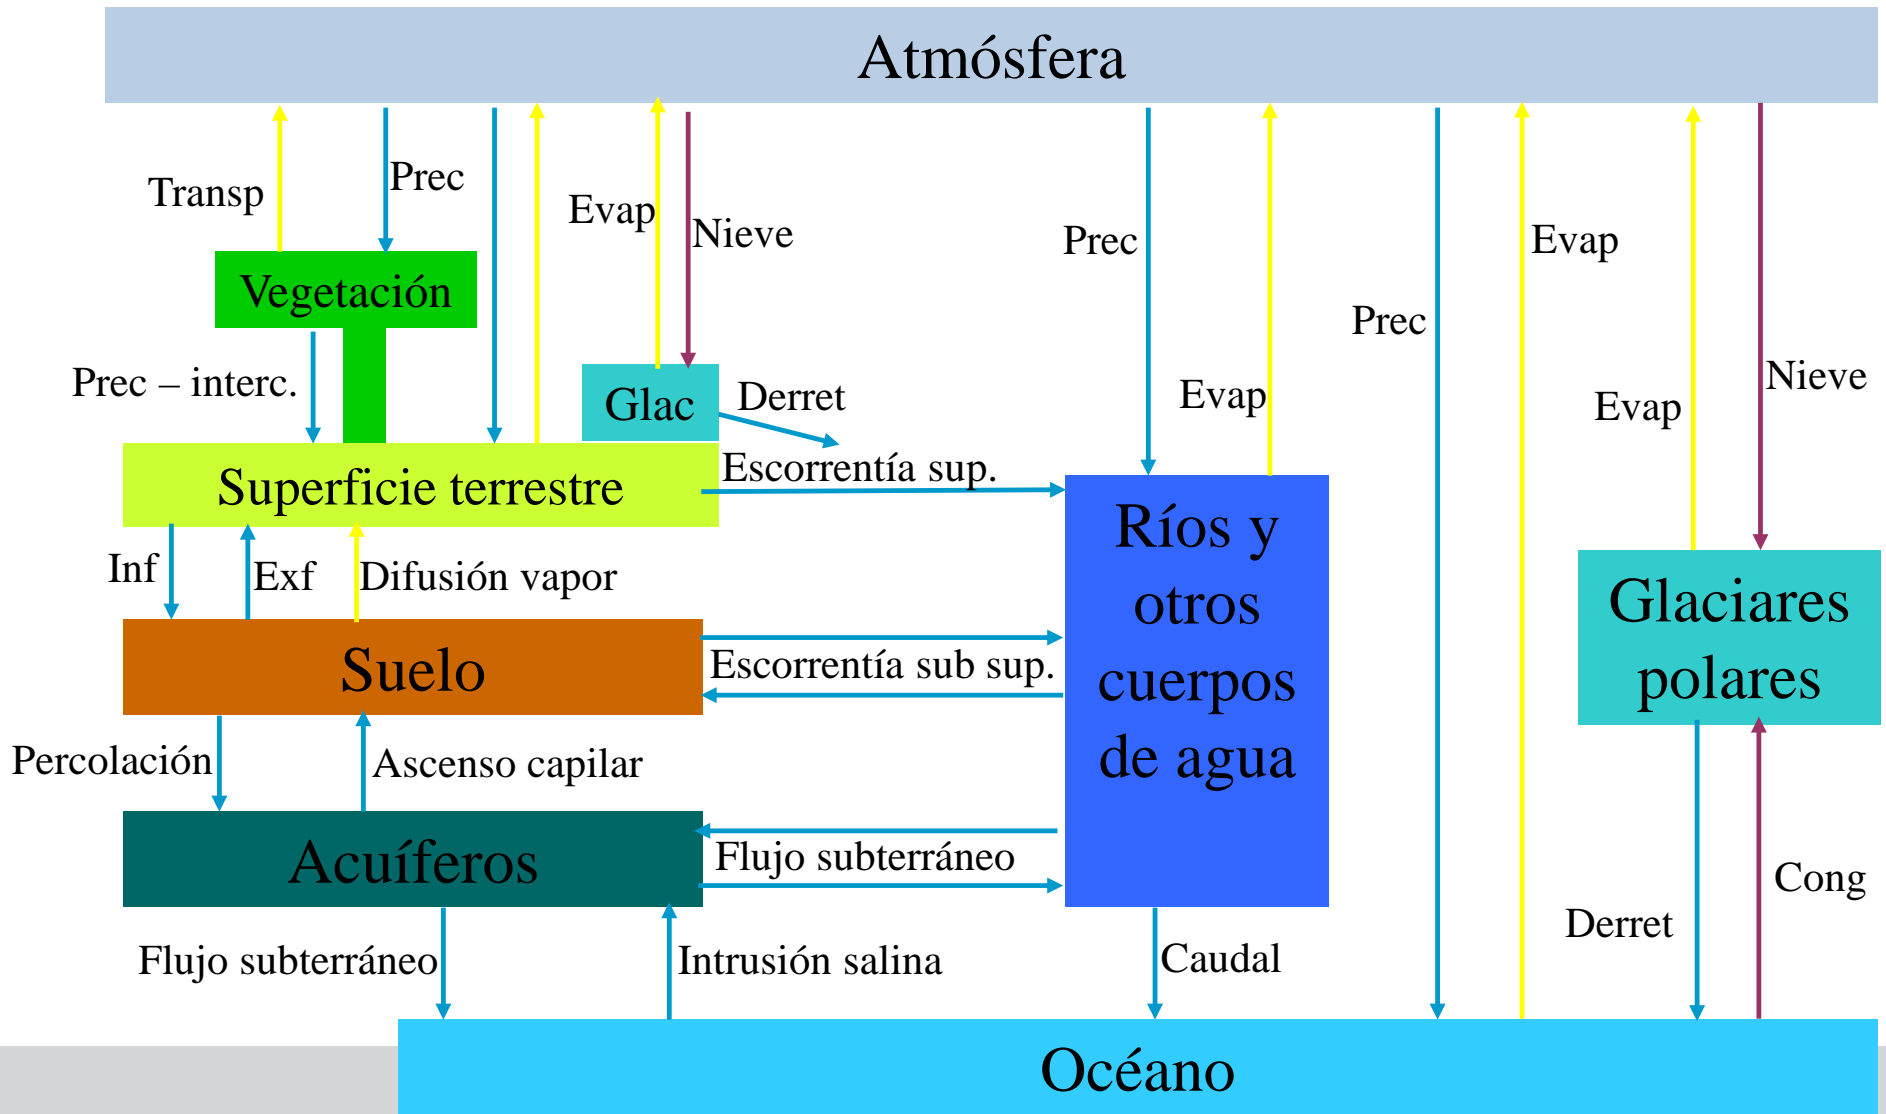 Atmósfera
Transp
Prec
Evap
Nieve
Prec
Evap
Vegetación
Prec
Prec – interc.
Glac
Derret
Evap
Evap
Nieve
Superficie terrestre
Escorrentía sup.
Ríos y
otros
cuerpos
de agua
Inf
Exf
Difusión vapor
Glaciares
polares
Suelo
Escorrentía sub sup.
Percolación
Ascenso capilar
Acuíferos
Flujo subterráneo
Cong
Derret
Flujo subterráneo
Intrusión salina
Caudal
Océano